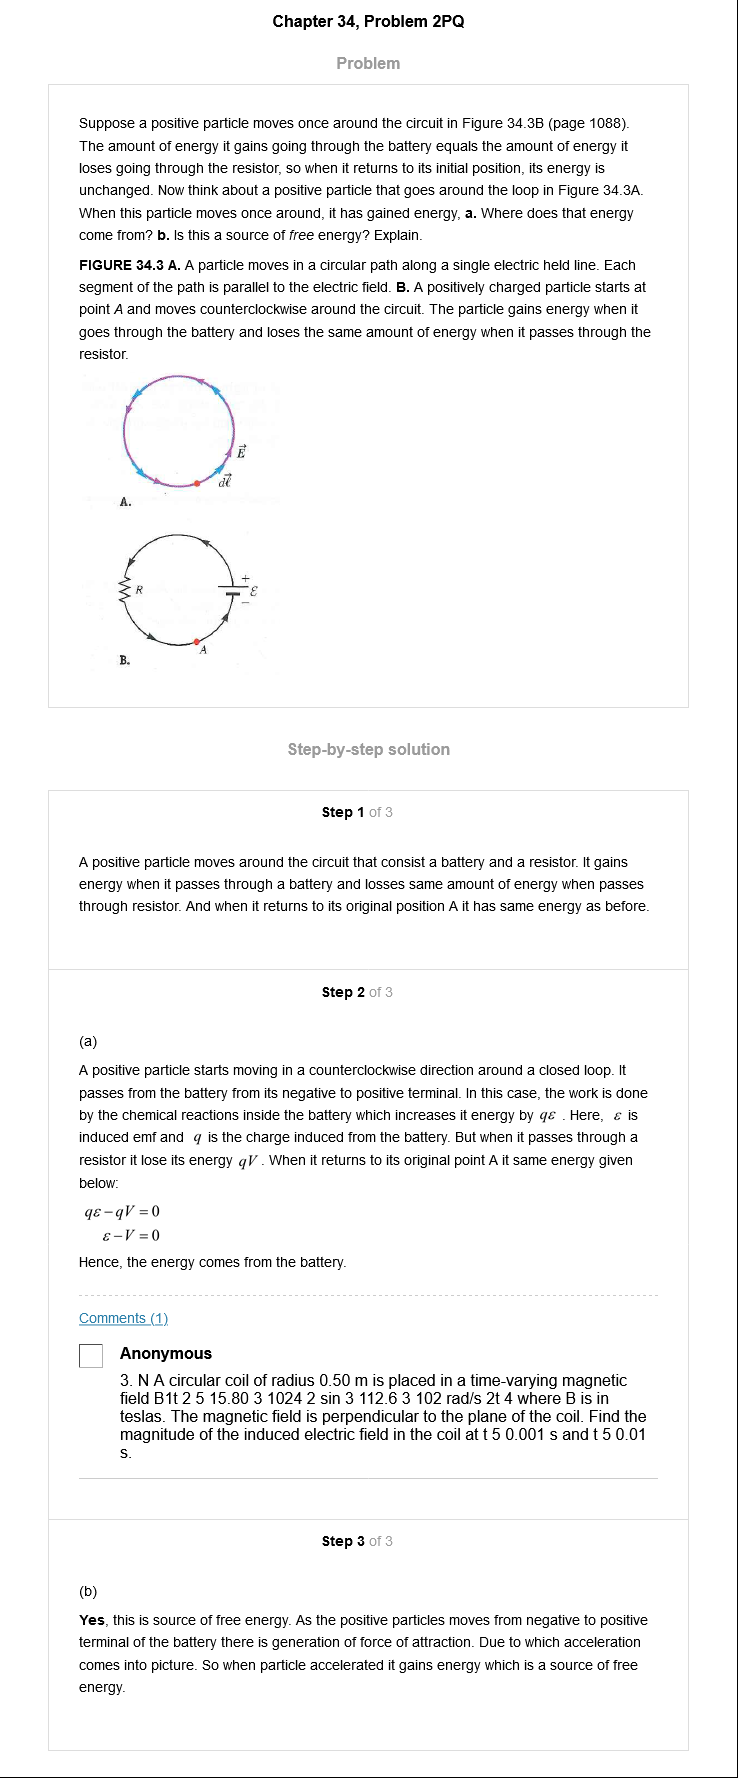 Chapter 34, Problem 2PQ
Problem
Suppose a positive particle moves once around the circuit in Figure 34.3B (page 1088).
The amount of energy it gains going through the battery equals the amount of energy it
loses going through the resistor, so when it returns to its initial position, its energy is
unchanged. Now think about a positive particle that goes around the loop in Figure 34.3A.
When this particle moves once around, it has gained energy, a. Where does that energy
come from? b. Is this a source of free energy? Explain.
FIGURE 34.3 A. A particle moves in a circular path along a single electric held line. Each
segment of the path is parallel to the electric field. B. A positively charged particle starts at
point A and moves counterclockwise around the circuit. The particle gains energy when it
goes through the battery and loses the same amount of energy when it passes through the
resistor.
E⃗
dℓ⃗
A.
+
R
ℰ
−
A
B.
Step-by-step solution
Step 1 of 3
A positive particle moves around the circuit that consist a battery and a resistor. It gains
energy when it passes through a battery and losses same amount of energy when passes
through resistor. And when it returns to its original position A it has same energy as before.
Step 2 of 3
(a)
A positive particle starts moving in a counterclockwise direction around a closed loop. It
passes from the battery from its negative to positive terminal. In this case, the work is done
by the chemical reactions inside the battery which increases it energy by qε . Here, ε is
induced emf and q is the charge induced from the battery. But when it passes through a
resistor it lose its energy qV . When it returns to its original point A it same energy given
below:
qε − qV = 0
ε − V = 0
Hence, the energy comes from the battery.
Comments (1)
Anonymous
3. N A circular coil of radius 0.50 m is placed in a time-varying magnetic
field B1t 2 5 15.80 3 1024 2 sin 3 112.6 3 102 rad/s 2t 4 where B is in
teslas. The magnetic field is perpendicular to the plane of the coil. Find the
magnitude of the induced electric field in the coil at t 5 0.001 s and t 5 0.01
s.
Step 3 of 3
(b)
Yes, this is source of free energy. As the positive particles moves from negative to positive
terminal of the battery there is generation of force of attraction. Due to which acceleration
comes into picture. So when particle accelerated it gains energy which is a source of free
energy.